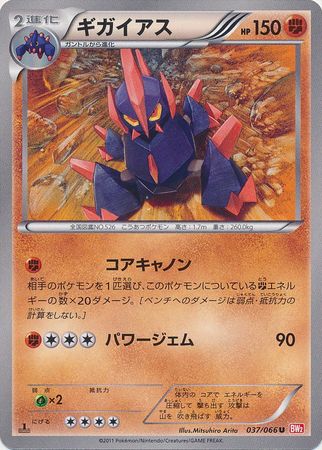 2進化
ガントルから進化
ギガイアス
HP150
全国図鑑NO.526 こうあつポケモン 高さ:1.7m 重さ:260.0kg
コアキャノン
相手のポケモンを1匹選び、このポケモンについている闘エネル
ギーの数×20ダメージ。[ベンチへのダメージは弱点・抵抗力の
計算をしない。]
パワージェム 90
弱点 抵抗力
×2
にげる
体内の コアで エネルギーを
圧縮して 撃ち出す 攻撃は
山を 吹き飛ばす 威力。
1
EDITION
BW2
037/066 U
Illus.Mitsuhiro Arita
©2011 Pokémon/Nintendo/Creatures/GAME FREAK.